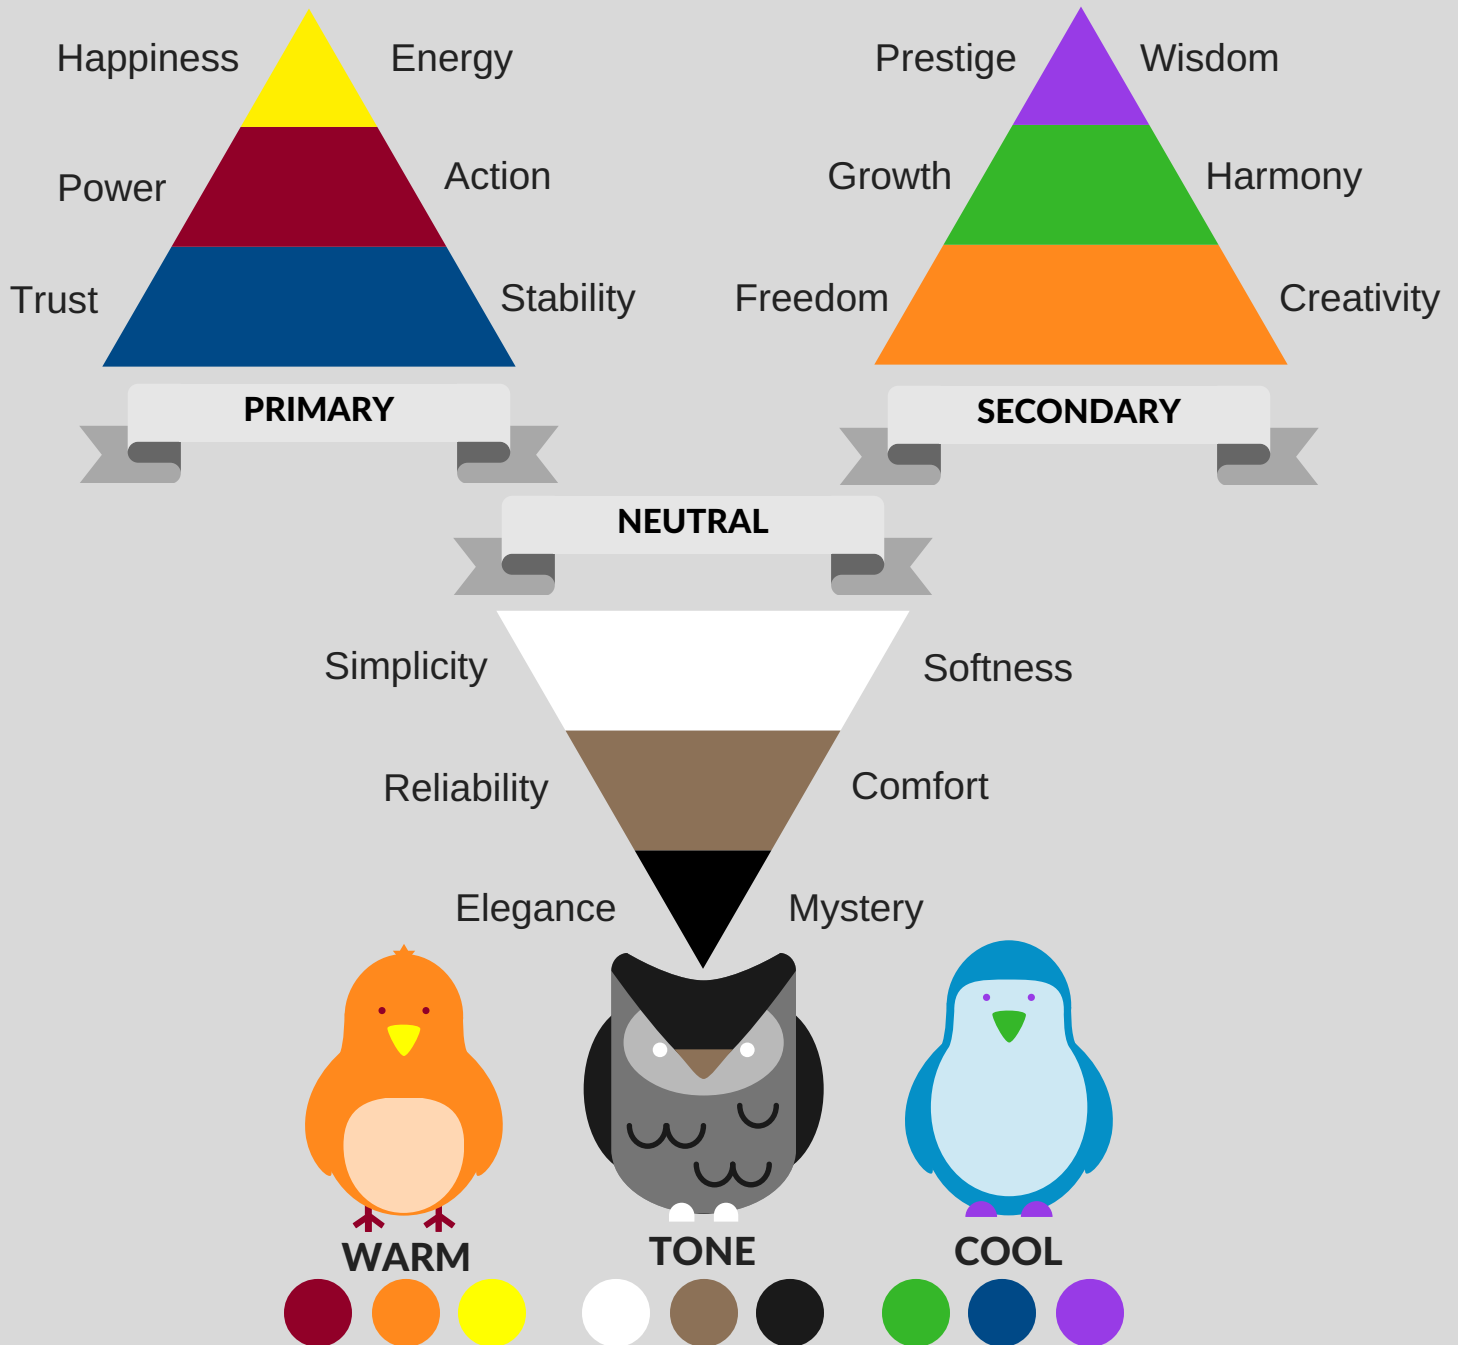 Happiness
Energy
Power
Action
Trust
Stability
PRIMARY
Prestige
Wisdom
Growth
Harmony
Freedom
Creativity
SECONDARY
NEUTRAL
Simplicity
Softness
Reliability
Comfort
Elegance
Mystery
WARM
TONE
COOL